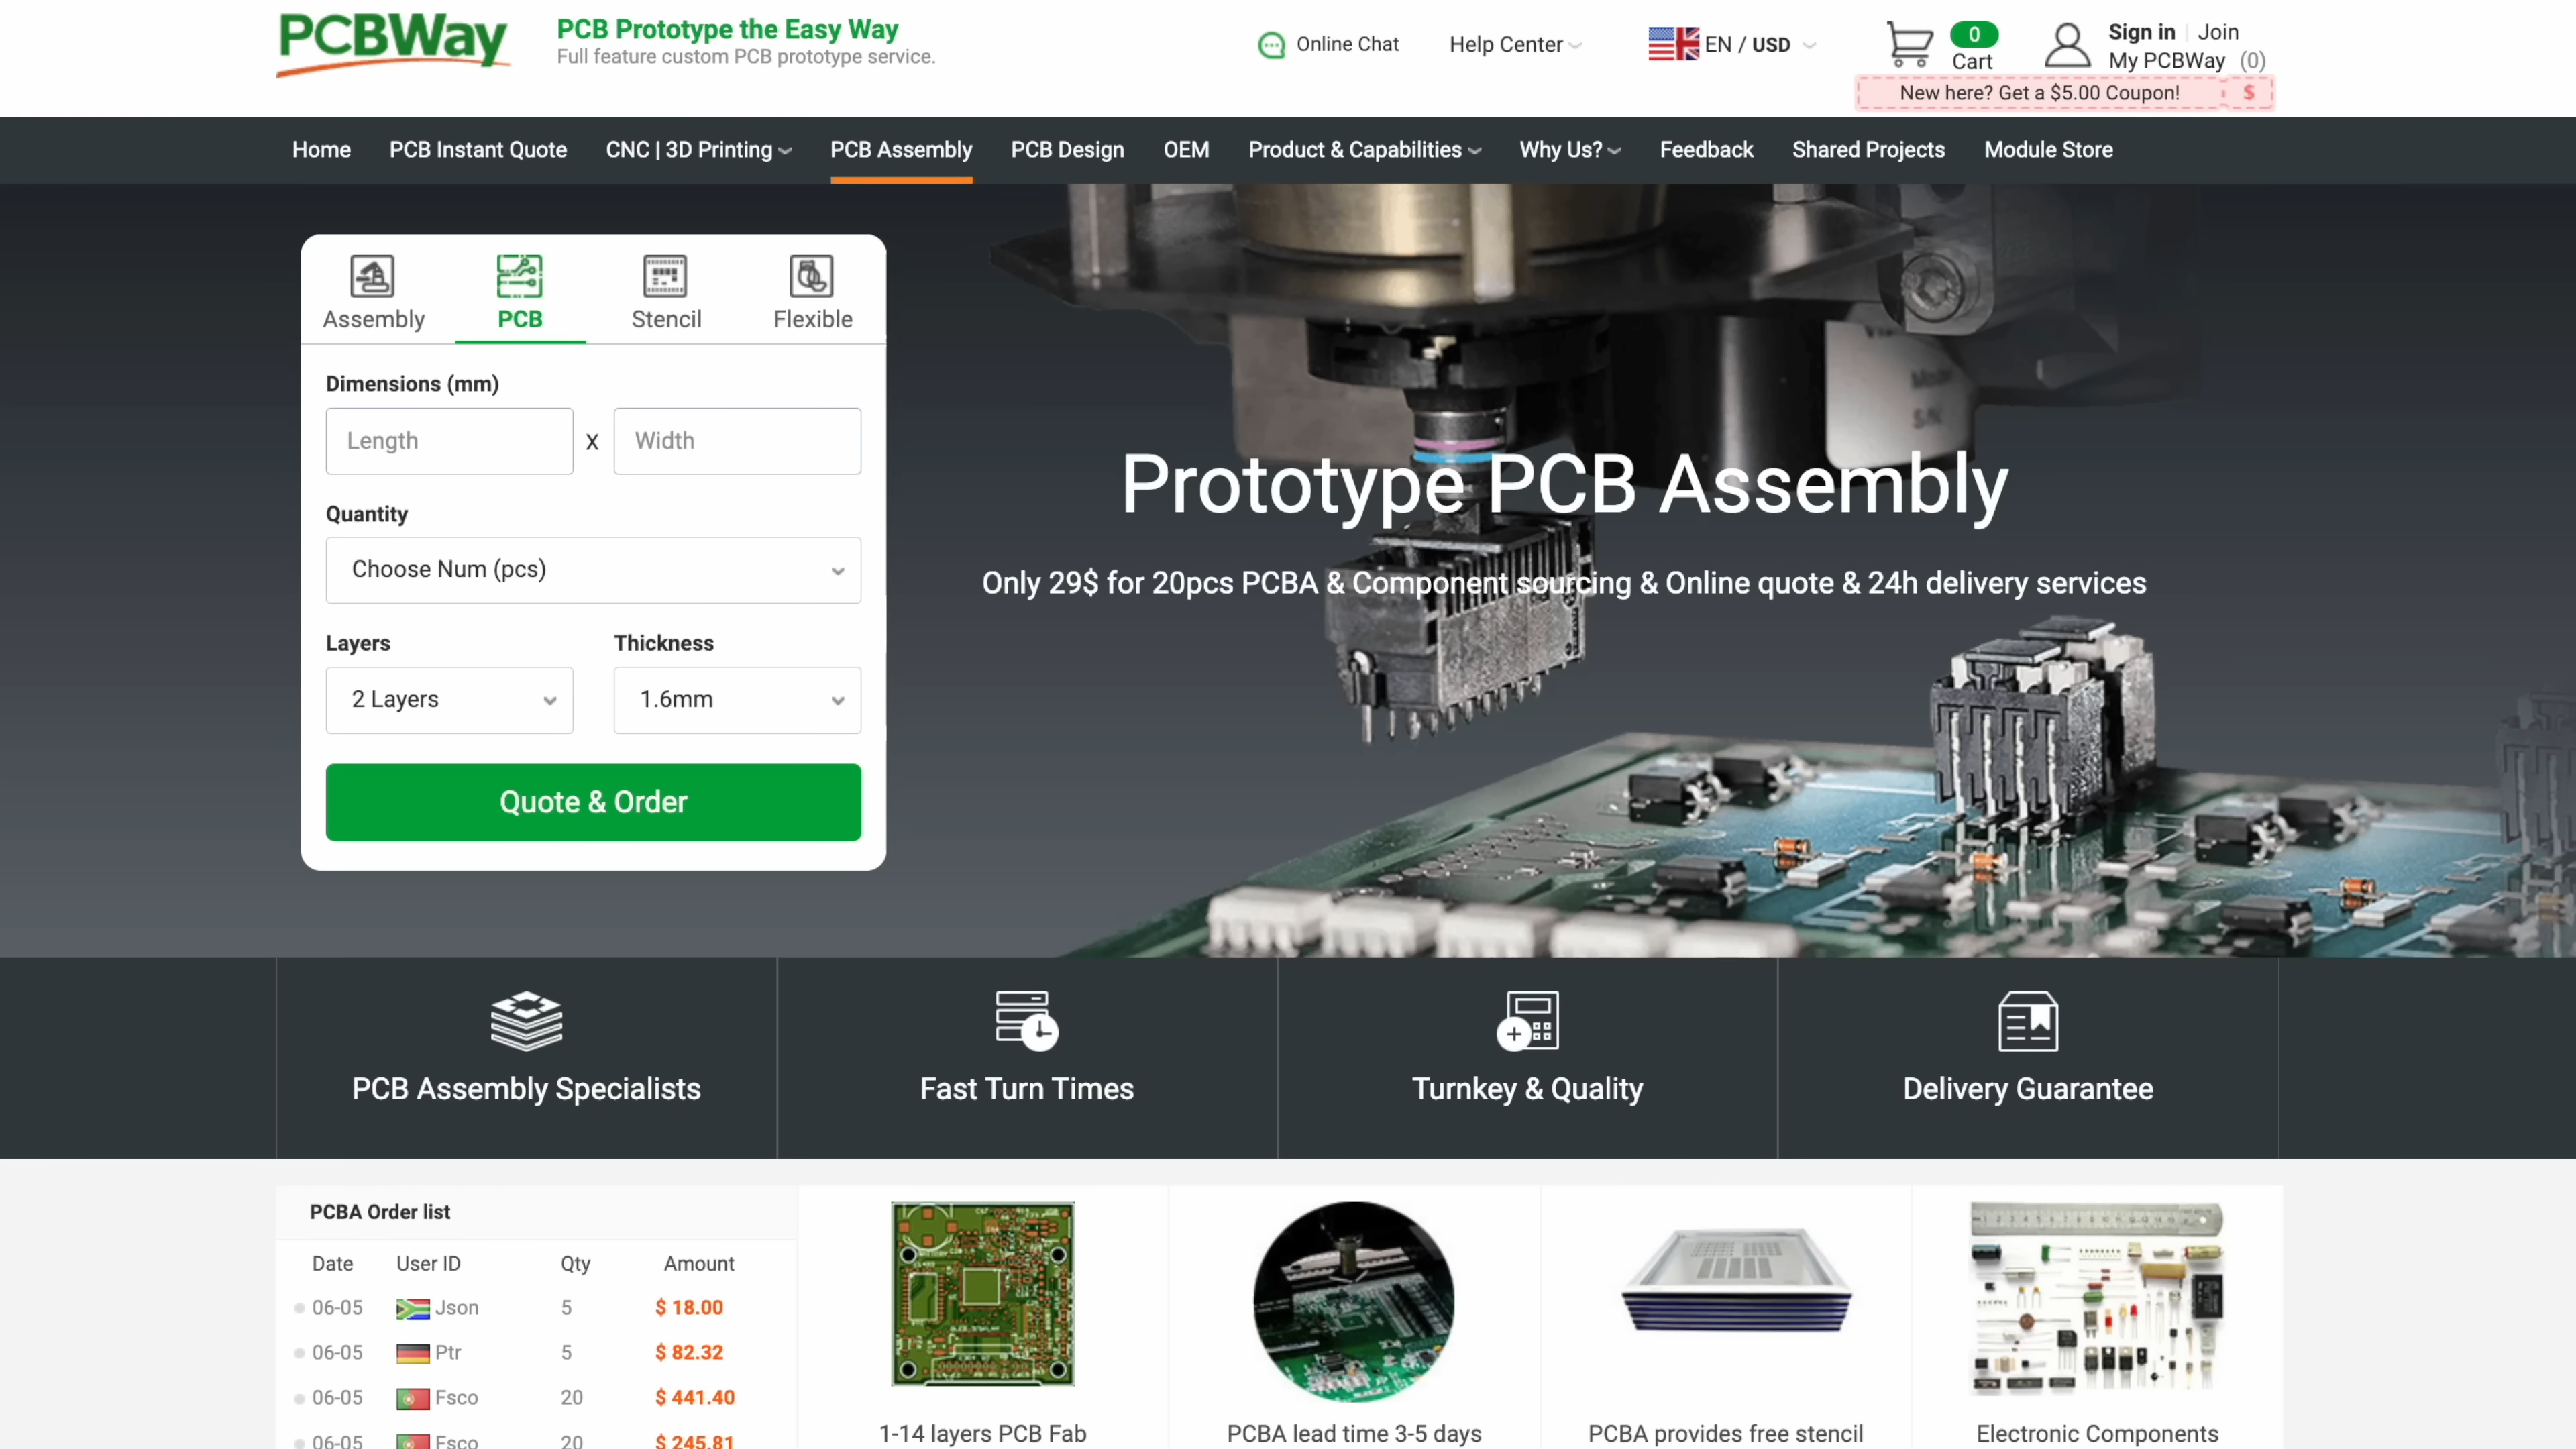 PCBWay
PCB Prototype the Easy Way
Full feature custom PCB prototype service.
Online Chat
Help Center
EN / USD
0
Cart
Sign in
Join
My PCBWay (0)
New here? Get a $5.00 Coupon! $
Home PCB Instant Quote CNC | 3D Printing PCB Assembly PCB Design OEM Product & Capabilities Why Us? Feedback Shared Projects Module Store
Assembly PCB Stencil Flexible
Dimensions (mm)
Length X Width
Quantity
Choose Num (pcs)
Layers Thickness
2 Layers 1.6mm
Quote & Order
Prototype PCB Assembly
Only 29$ for 20pcs PCBA & Component sourcing & Online quote & 24h delivery services
PCB Assembly Specialists
Fast Turn Times
Turnkey & Quality
Delivery Guarantee
PCBA Order list
Date User ID Qty Amount
06-05 Json 5 $ 18.00
06-05 Ptr 5 $ 82.32
06-05 Fsco 20 $ 441.40
06-05 Fsco 20 $ 245.81
1-14 layers PCB Fab
PCBA lead time 3-5 days
PCBA provides free stencil
Electronic Components